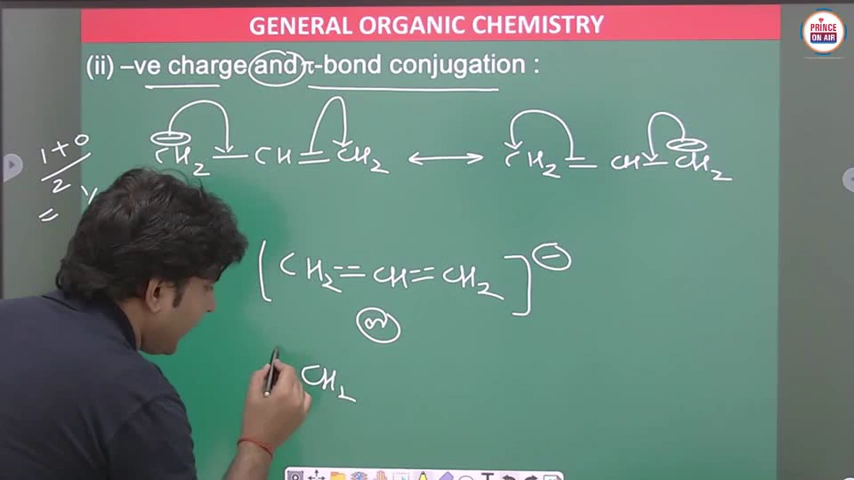 GENERAL ORGANIC CHEMISTRY
PRINCE
ON AIR
(ii) –ve charge and π-bond conjugation :
CH2 – CH = CH2 ↔ CH2 = CH – CH2
1+0
2
=
[CH2 = CH = CH2]⊖
or
CH2